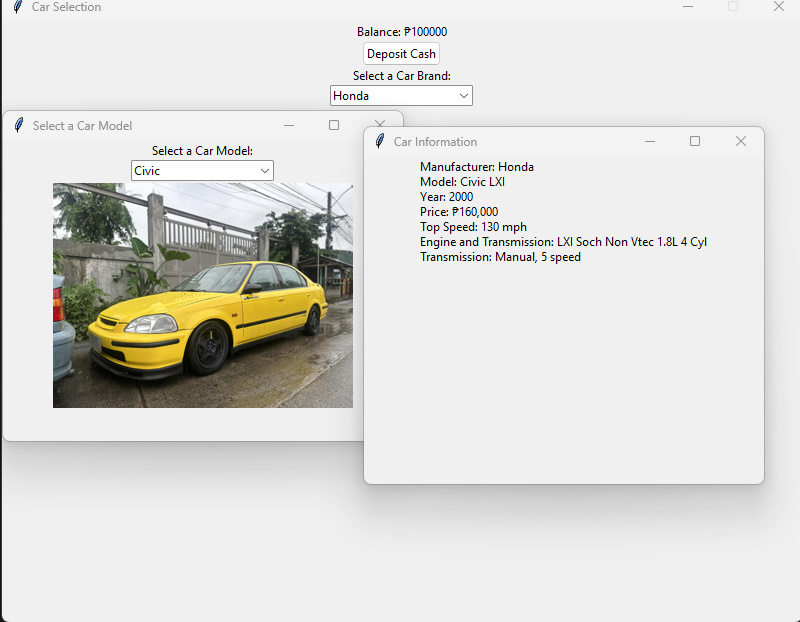 Car Selection
Balance: ₱100000
Deposit Cash
Select a Car Brand:
Honda
Select a Car Model
Select a Car Model:
Civic
Car Information
Manufacturer: Honda
Model: Civic LXI
Year: 2000
Price: ₱160,000
Top Speed: 130 mph
Engine and Transmission: LXI Soch Non Vtec 1.8L 4 Cyl
Transmission: Manual, 5 speed